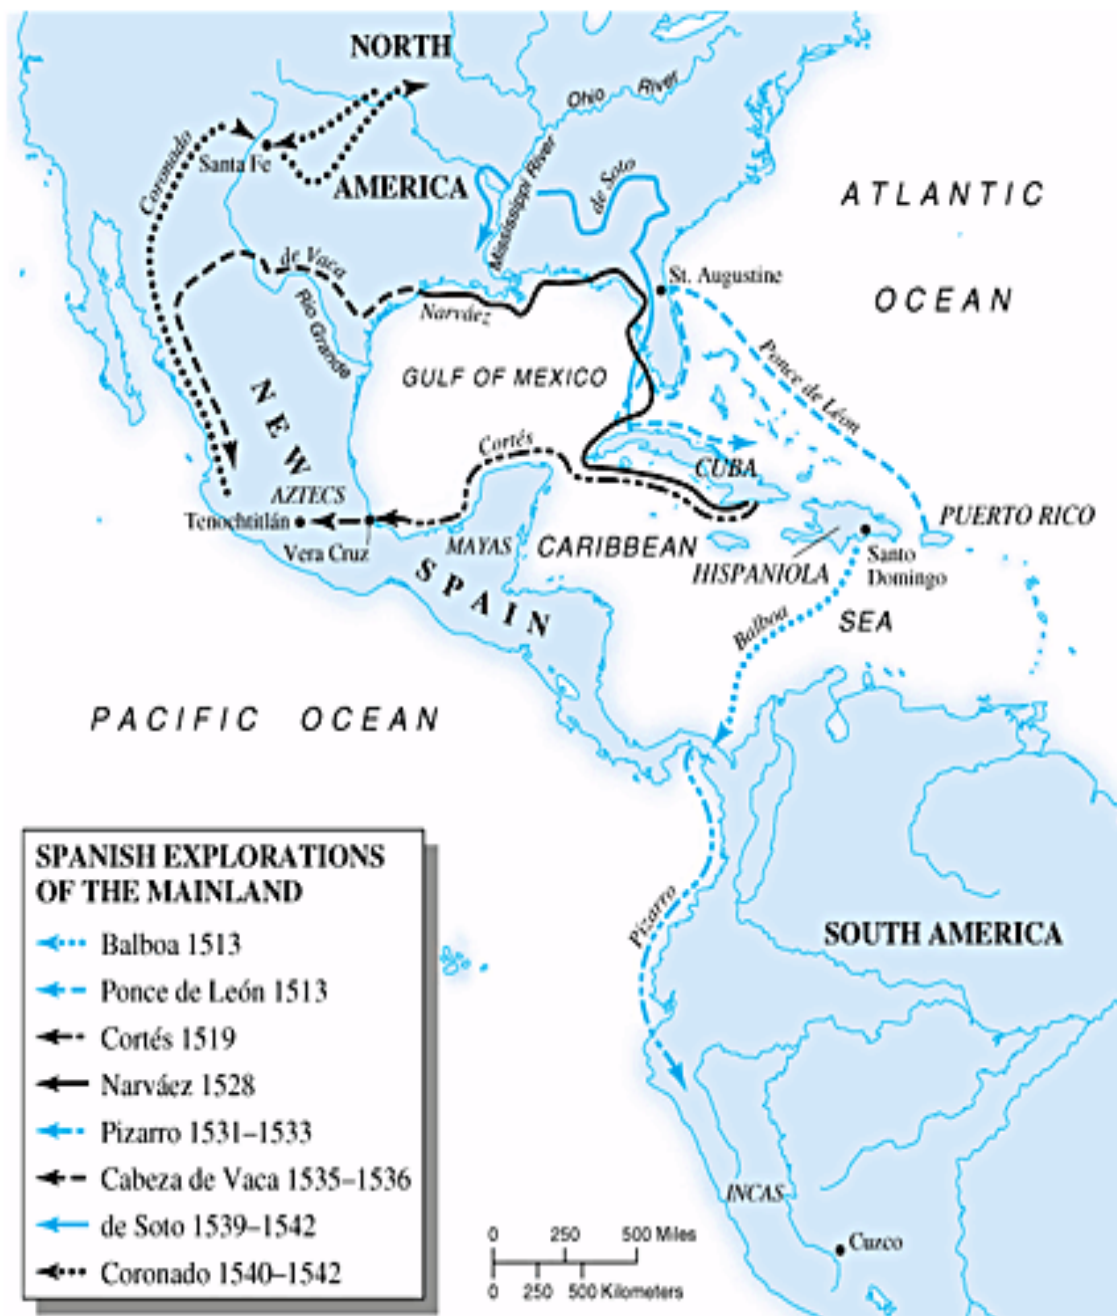 NORTH
Ohio River
Coronado
Santa Fe
AMERICA
Mississippi River
de Soto
ATLANTIC
de Vaca
St. Augustine
OCEAN
Narváez
Rio Grande
Ponce de Léon
GULF OF MEXICO
NEW
Cortés
CUBA
AZTECS
Tenochtitlán
PUERTO RICO
Vera Cruz
MAYAS
CARIBBEAN
HISPANIOLA
Santo
Domingo
SPAIN
Balboa
SEA
PACIFIC OCEAN
SPANISH EXPLORATIONS
OF THE MAINLAND
Balboa 1513
Ponce de León 1513
Cortés 1519
Narváez 1528
Pizarro 1531–1533
Cabeza de Vaca 1535–1536
de Soto 1539–1542
Coronado 1540–1542
Pizarro
SOUTH AMERICA
INCAS
Cuzco
0 250 500 Miles
0 250 500 Kilometers